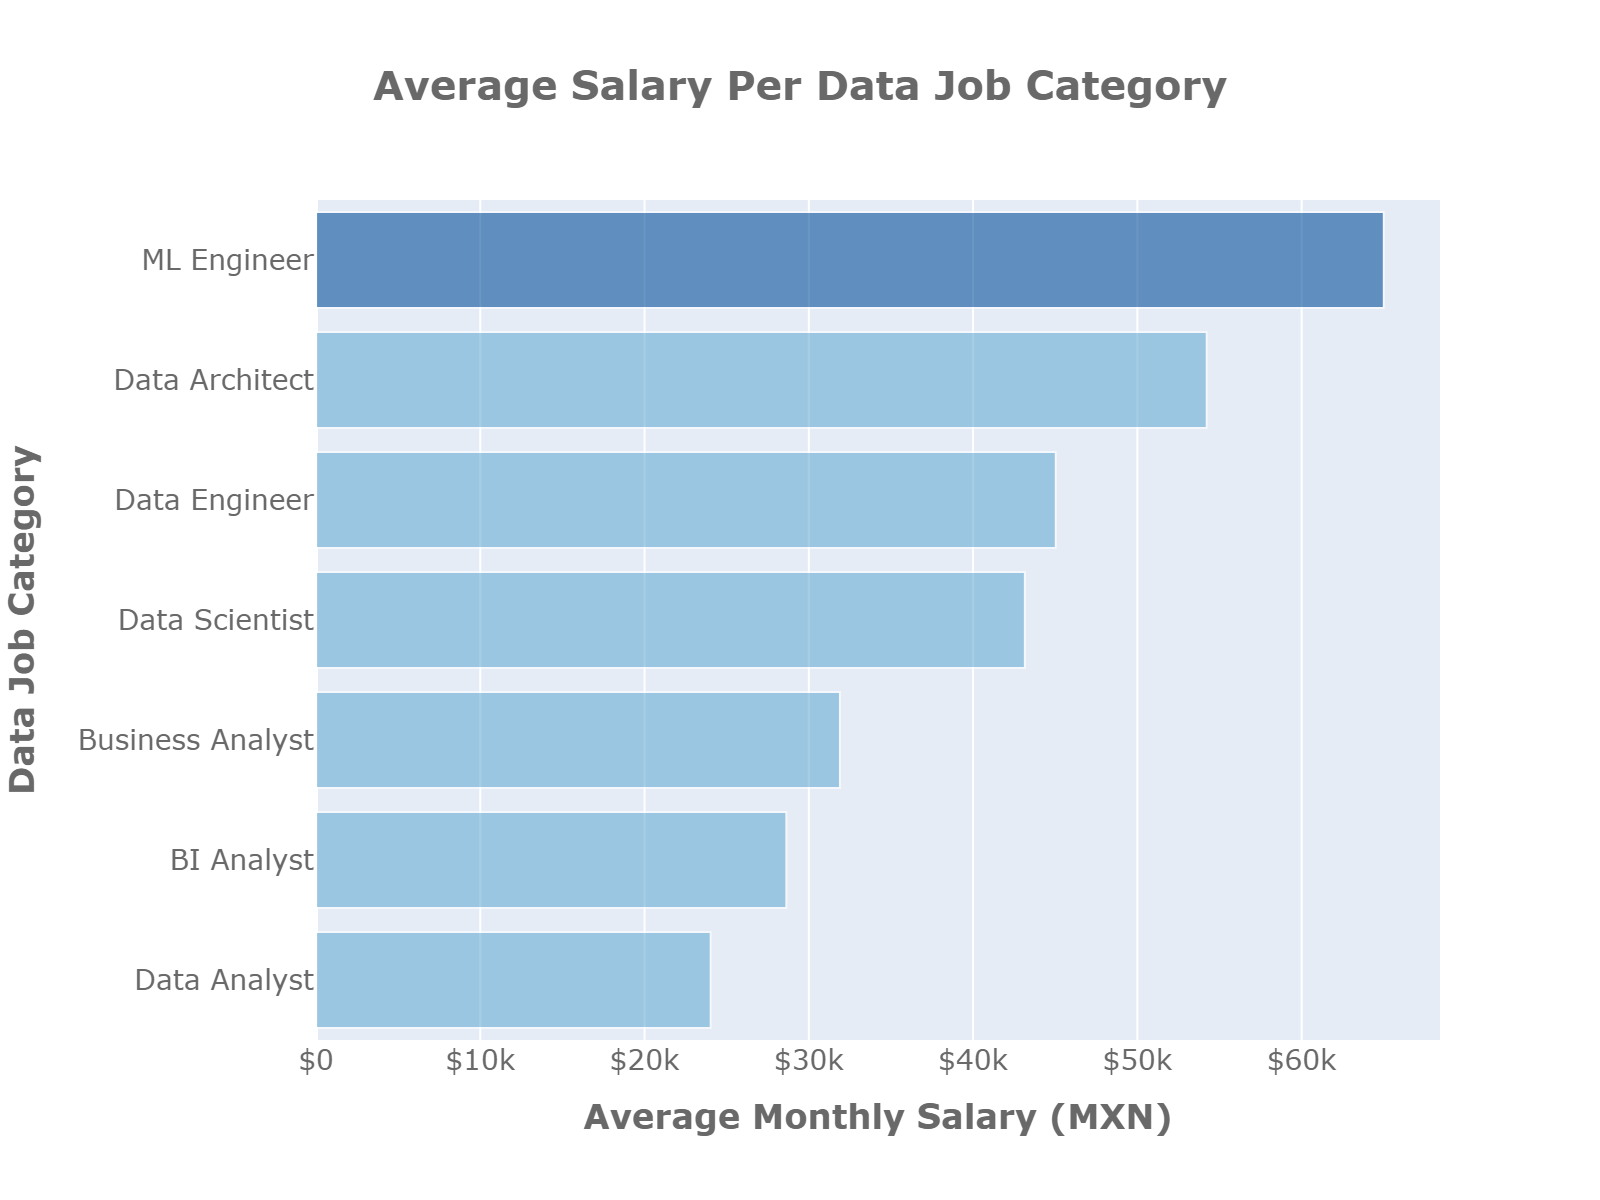 Average Salary Per Data Job Category
Data Job Category
ML Engineer
Data Architect
Data Engineer
Data Scientist
Business Analyst
BI Analyst
Data Analyst
$0 $10k $20k $30k $40k $50k $60k
Average Monthly Salary (MXN)